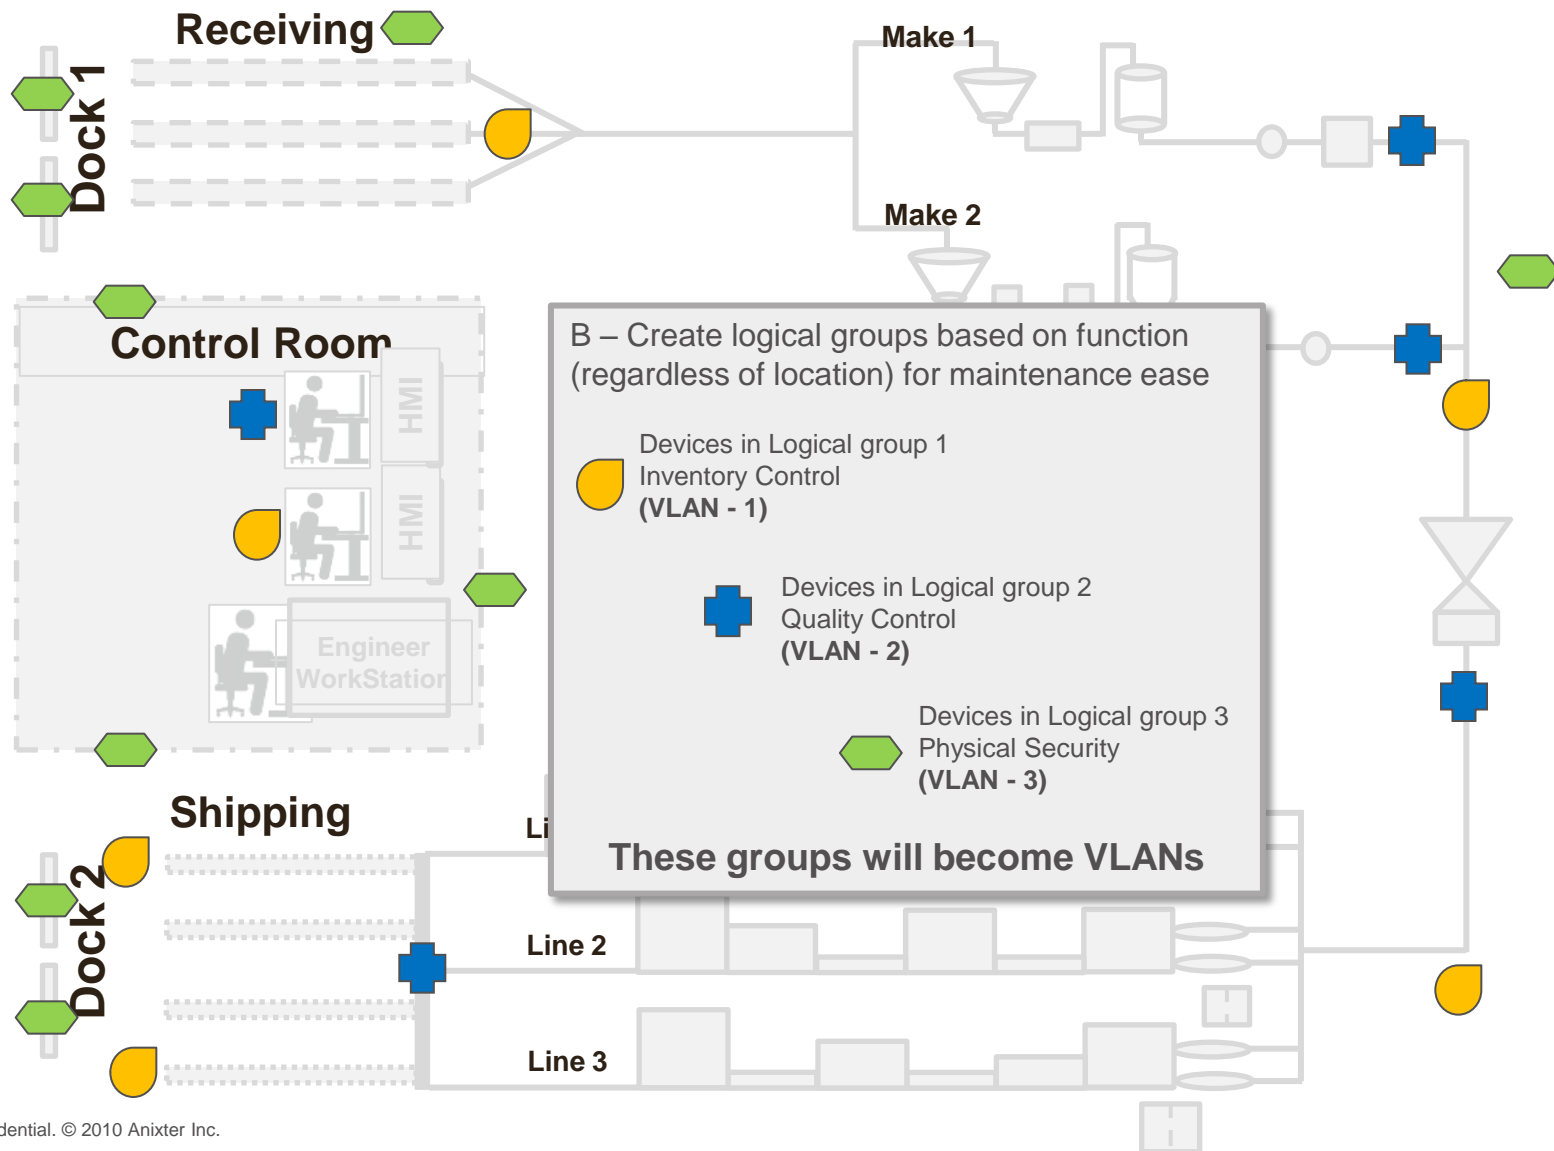 Receiving
Make 1
Dock 1
Make 2
Control Room
HMI
HMI
Engineer
WorkStation
B – Create logical groups based on function
(regardless of location) for maintenance ease
Devices in Logical group 1
Inventory Control
(VLAN - 1)
Devices in Logical group 2
Quality Control
(VLAN - 2)
Devices in Logical group 3
Physical Security
(VLAN - 3)
These groups will become VLANs
Shipping
Dock 2
Line 2
Line 3
© 2010 Anixter Inc.